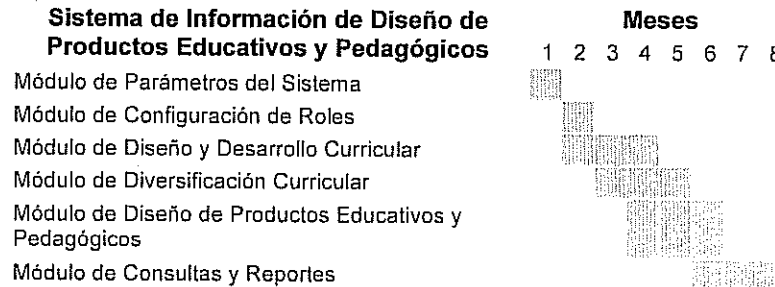 Sistema de Información de Diseño de Meses
Productos Educativos y Pedagógicos 1 2 3 4 5 6 7 8
Módulo de Parámetros del Sistema
Módulo de Configuración de Roles
Módulo de Diseño y Desarrollo Curricular
Módulo de Diversificación Curricular
Módulo de Diseño de Productos Educativos y
Pedagógicos
Módulo de Consultas y Reportes